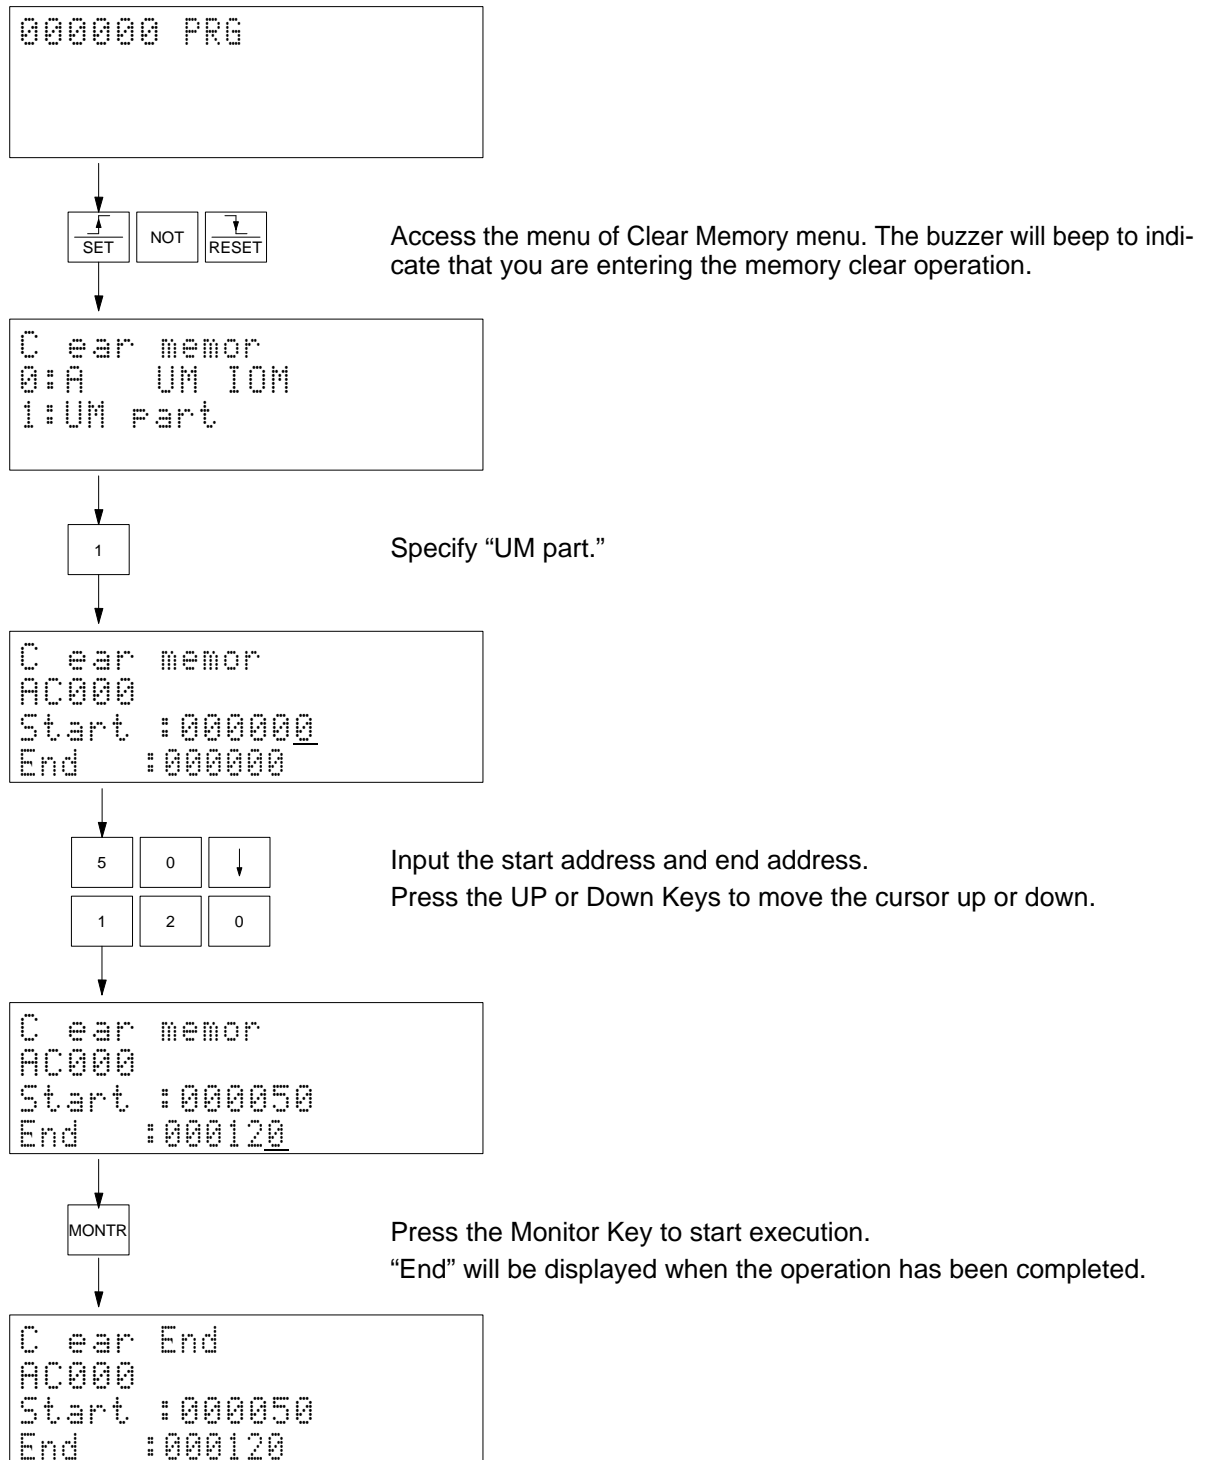 000000 PRG
SET NOT RESET
Access the menu of Clear Memory menu. The buzzer will beep to indi-
cate that you are entering the memory clear operation.
C ear memor
0:A  UM IOM
1:UM part
1
Specify “UM part.”
C ear memor
AC000
Start :000000
End :000000
5 0 ↓
Input the start address and end address.
Press the UP or Down Keys to move the cursor up or down.
1 2 0
C ear memor
AC000
Start :000050
End :000120
MONTR
Press the Monitor Key to start execution.
“End” will be displayed when the operation has been completed.
C ear End
AC000
Start :000050
End :000120